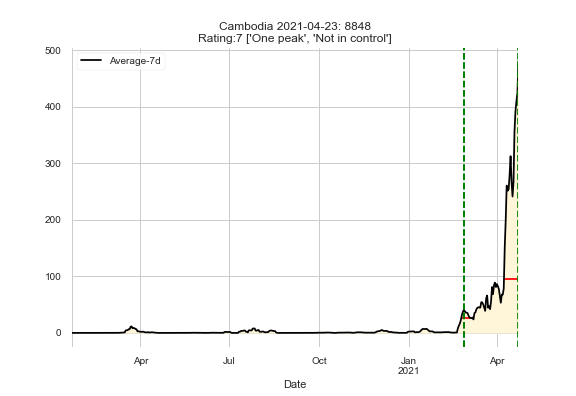 Cambodia 2021-04-23: 8848
Rating:7 ['One peak', 'Not in control']
Average-7d
500
400
300
200
100
0
Apr
Jul
Oct
Jan
2021
Apr
Date